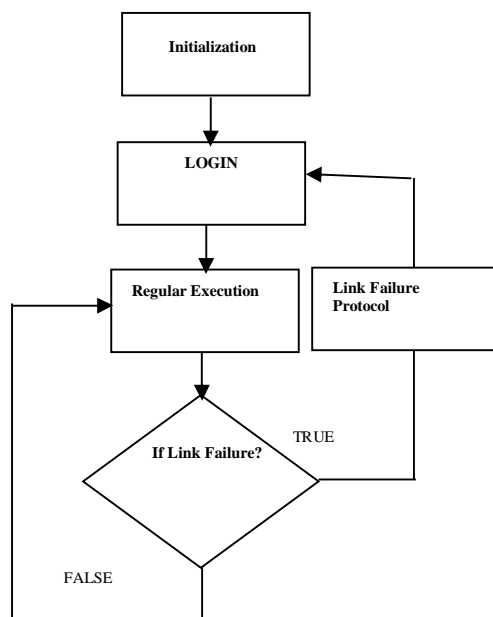 Initialization
LOGIN
Regular Execution
Link Failure
Protocol
If Link Failure?
TRUE
FALSE